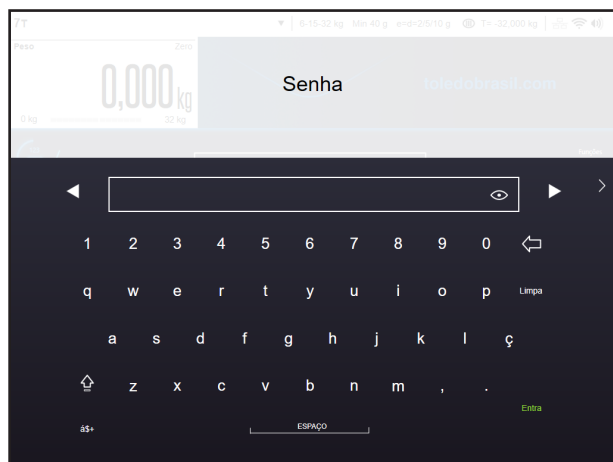 7T 6-15-32 kg Min 40 g e=d=2/5/10 g T= -32,000 kg
Peso Zero
0,000 kg
0 kg 32 kg
Senha
toledobrasil.com
Funções
1 2 3 4 5 6 7 8 9 0
q w e r t y u i o p Limpa
a s d f g h j k l ç
z x c v b n m , .
Entra
á$+ ESPAÇO